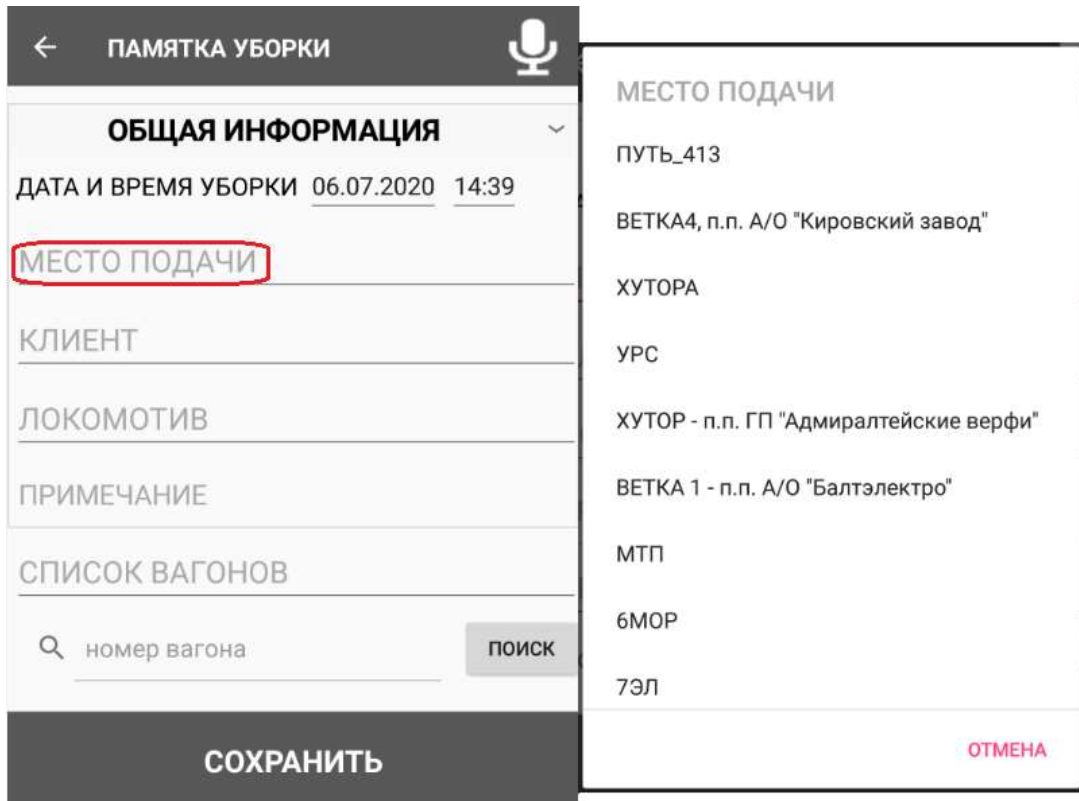 ПАМЯТКА УБОРКИ
ОБЩАЯ ИНФОРМАЦИЯ
ДАТА И ВРЕМЯ УБОРКИ 06.07.2020 14:39
МЕСТО ПОДАЧИ
КЛИЕНТ
ЛОКОМОТИВ
ПРИМЕЧАНИЕ
СПИСОК ВАГОНОВ
номер вагона ПОИСК
СОХРАНИТЬ
МЕСТО ПОДАЧИ
ПУТЬ_413
ВЕТКА4, п.п. А/О "Кировский завод"
ХУТОРА
УРС
ХУТОР - п.п. ГП "Адмиралтейские верфи"
ВЕТКА 1 - п.п. А/О "Балтэлектро"
МТП
6МОР
7ЭЛ
ОТМЕНА